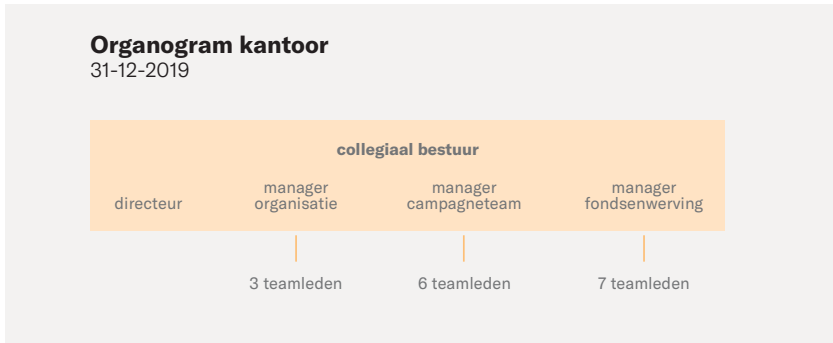 Organogram kantoor
31-12-2019
collegiaal bestuur
directeur
manager
organisatie
manager
campagneteam
manager
fondsenwerving
3 teamleden
6 teamleden
7 teamleden